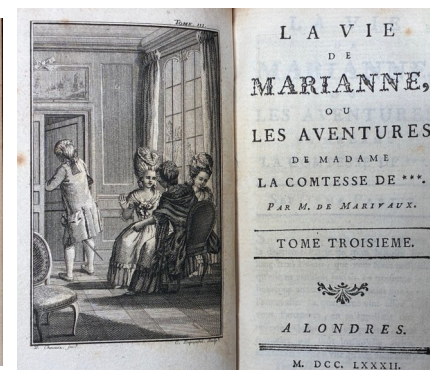 TOME III.
LA VIE
DE
MARIANNE,
OU
LES AVENTURES
DE MADAME
LA COMTESSE DE ***.
PAR M. DE MARIVAUX.
TOME TROISIEME.
A LONDRES.
M. DCC. LXXXII.